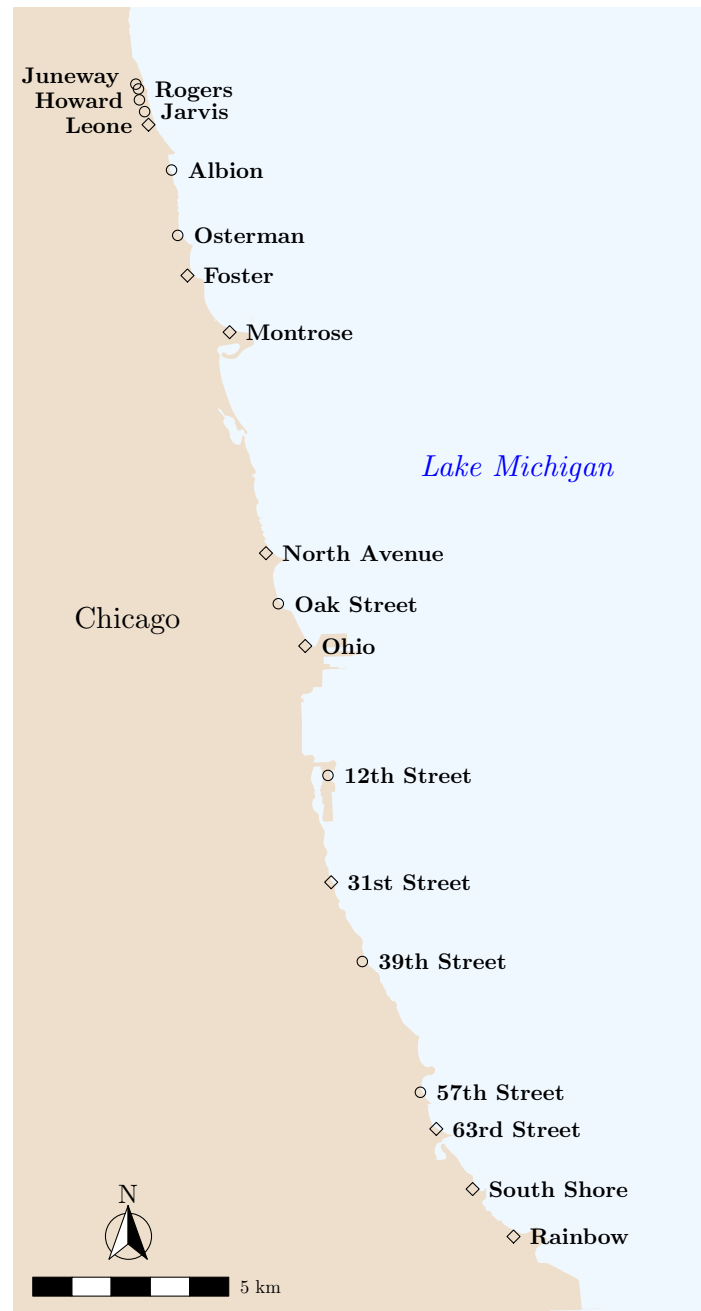 Juneway
Rogers
Howard
Jarvis
Leone
Albion
Osterman
Foster
Montrose
Lake Michigan
North Avenue
Oak Street
Chicago
Ohio
12th Street
31st Street
39th Street
57th Street
63rd Street
South Shore
N
Rainbow
5 km